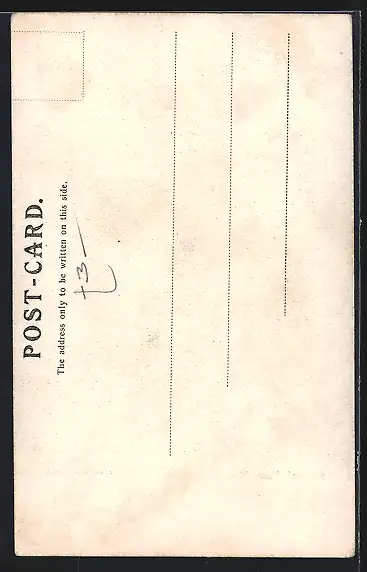 POST-CARD.
The address only to be written on this side.
£3-